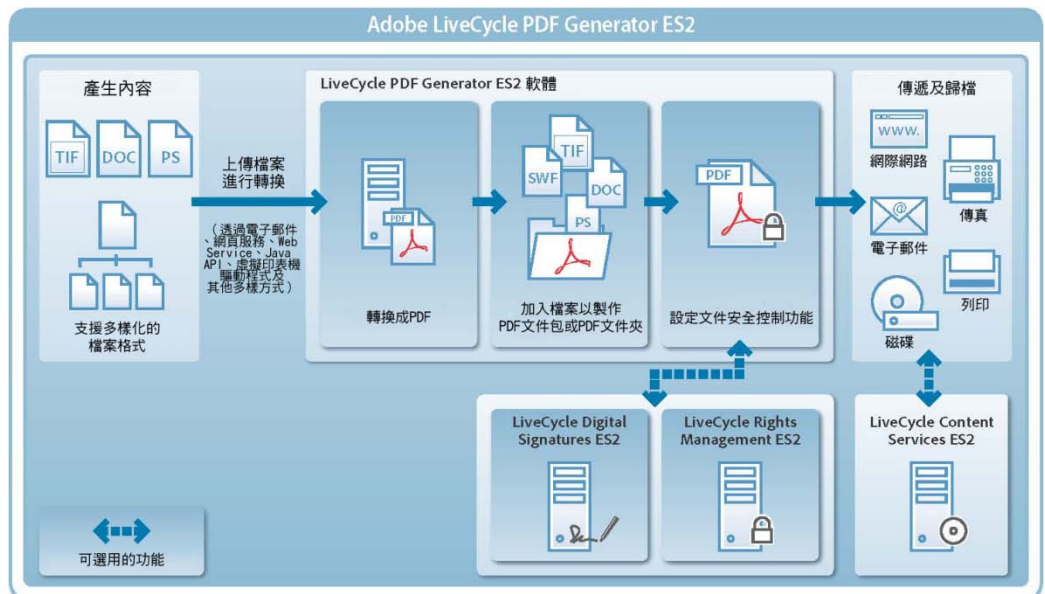 Adobe LiveCycle PDF Generator ES2
產生內容
TIF
DOC
PS
支援多樣化的
檔案格式
上傳檔案
進行轉換
（透過電子郵件
、網頁服務、Web
Service、Java
API、虛擬印表機
驅動程式及
其他多樣方式）
LiveCycle PDF Generator ES2 軟體
PDF
轉換成PDF
TIF
SWF
DOC
PS
加入檔案以製作
PDF文件包或PDF文件夾
PDF
設定文件安全控制功能
傳遞及歸檔
www.
網際網路
傳真
@
電子郵件
列印
磁碟
LiveCycle Digital
Signatures ES2
LiveCycle Rights
Management ES2
LiveCycle Content
Services ES2
可選用的功能